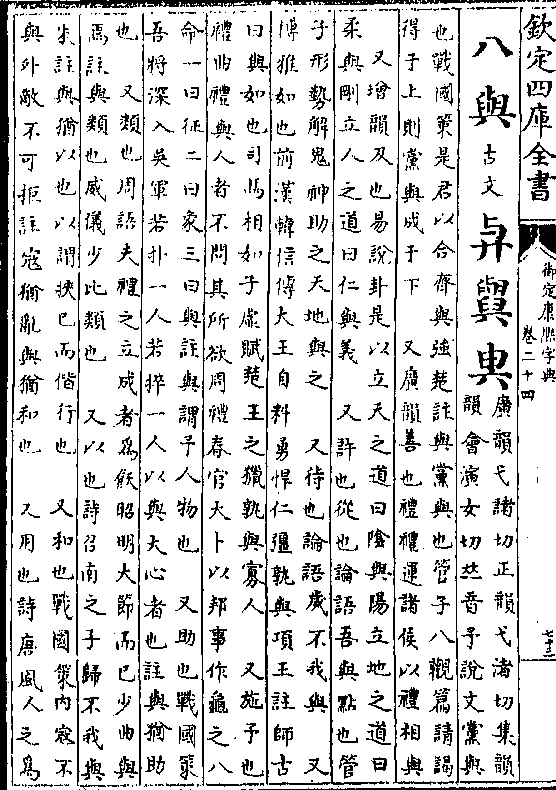 欽定四庫全書
御定康熙字典
卷二十四
八與 古文 𢌱㒜
廣韻弋諸切正韻弋渚切集韻
韻會演女切𠀤音予說文黨與
也戰國策是君以合齊與強楚註與黨與也管子八觀篇請謁
得于上則黨與成于下　又廣韻善也禮禮運諸侯以禮相與
又增韻及也易說卦是以立天之道曰陰與陽立地之道曰
柔與剛立人之道曰仁與義　又許也從也論語吾與點也管
子形勢解鬼神助之天地與之　又待也論語歲不我與　又
博雅如也前漢韓信傳大王自料勇悍仁彊孰與項王註師古
曰與如也司馬相如子虛賦楚王之獵孰與寡人　又施予也
禮曲禮與人者不問其所欲周禮春官大卜以邦事作龜之八
命一曰征二曰象三曰與註與謂予人物也　又助也戰國策
吾將深入吳軍若扑一人若捽一人以與大心者也註與猶助
也　又類也周語夫禮之立成者為飫昭明大節而已少曲與
焉註與類也威儀少比類也　又以也詩召南之子歸不我與
朱註與猶以也以謂挾已而偕行也　又和也戰國策內寇不
與外敵不可拒註寇猶亂與猶和也　又用也詩唐風人之為